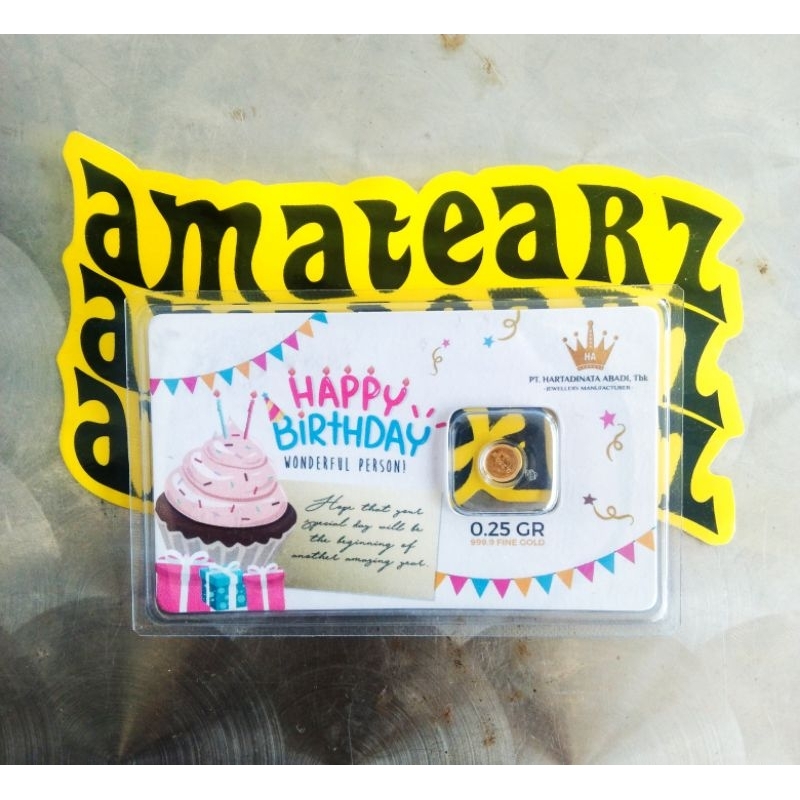 amateaRZ
HA
PT. HARTADINATA ABADI, Tbk
- JEWELLERY MANUFACTURER -
HAPPY
BIRTHDAY
WONDERFUL PERSON!
Hope that your
special day will be
the beginning of
another amazing year.
0.25 GR
999.9 FINE GOLD